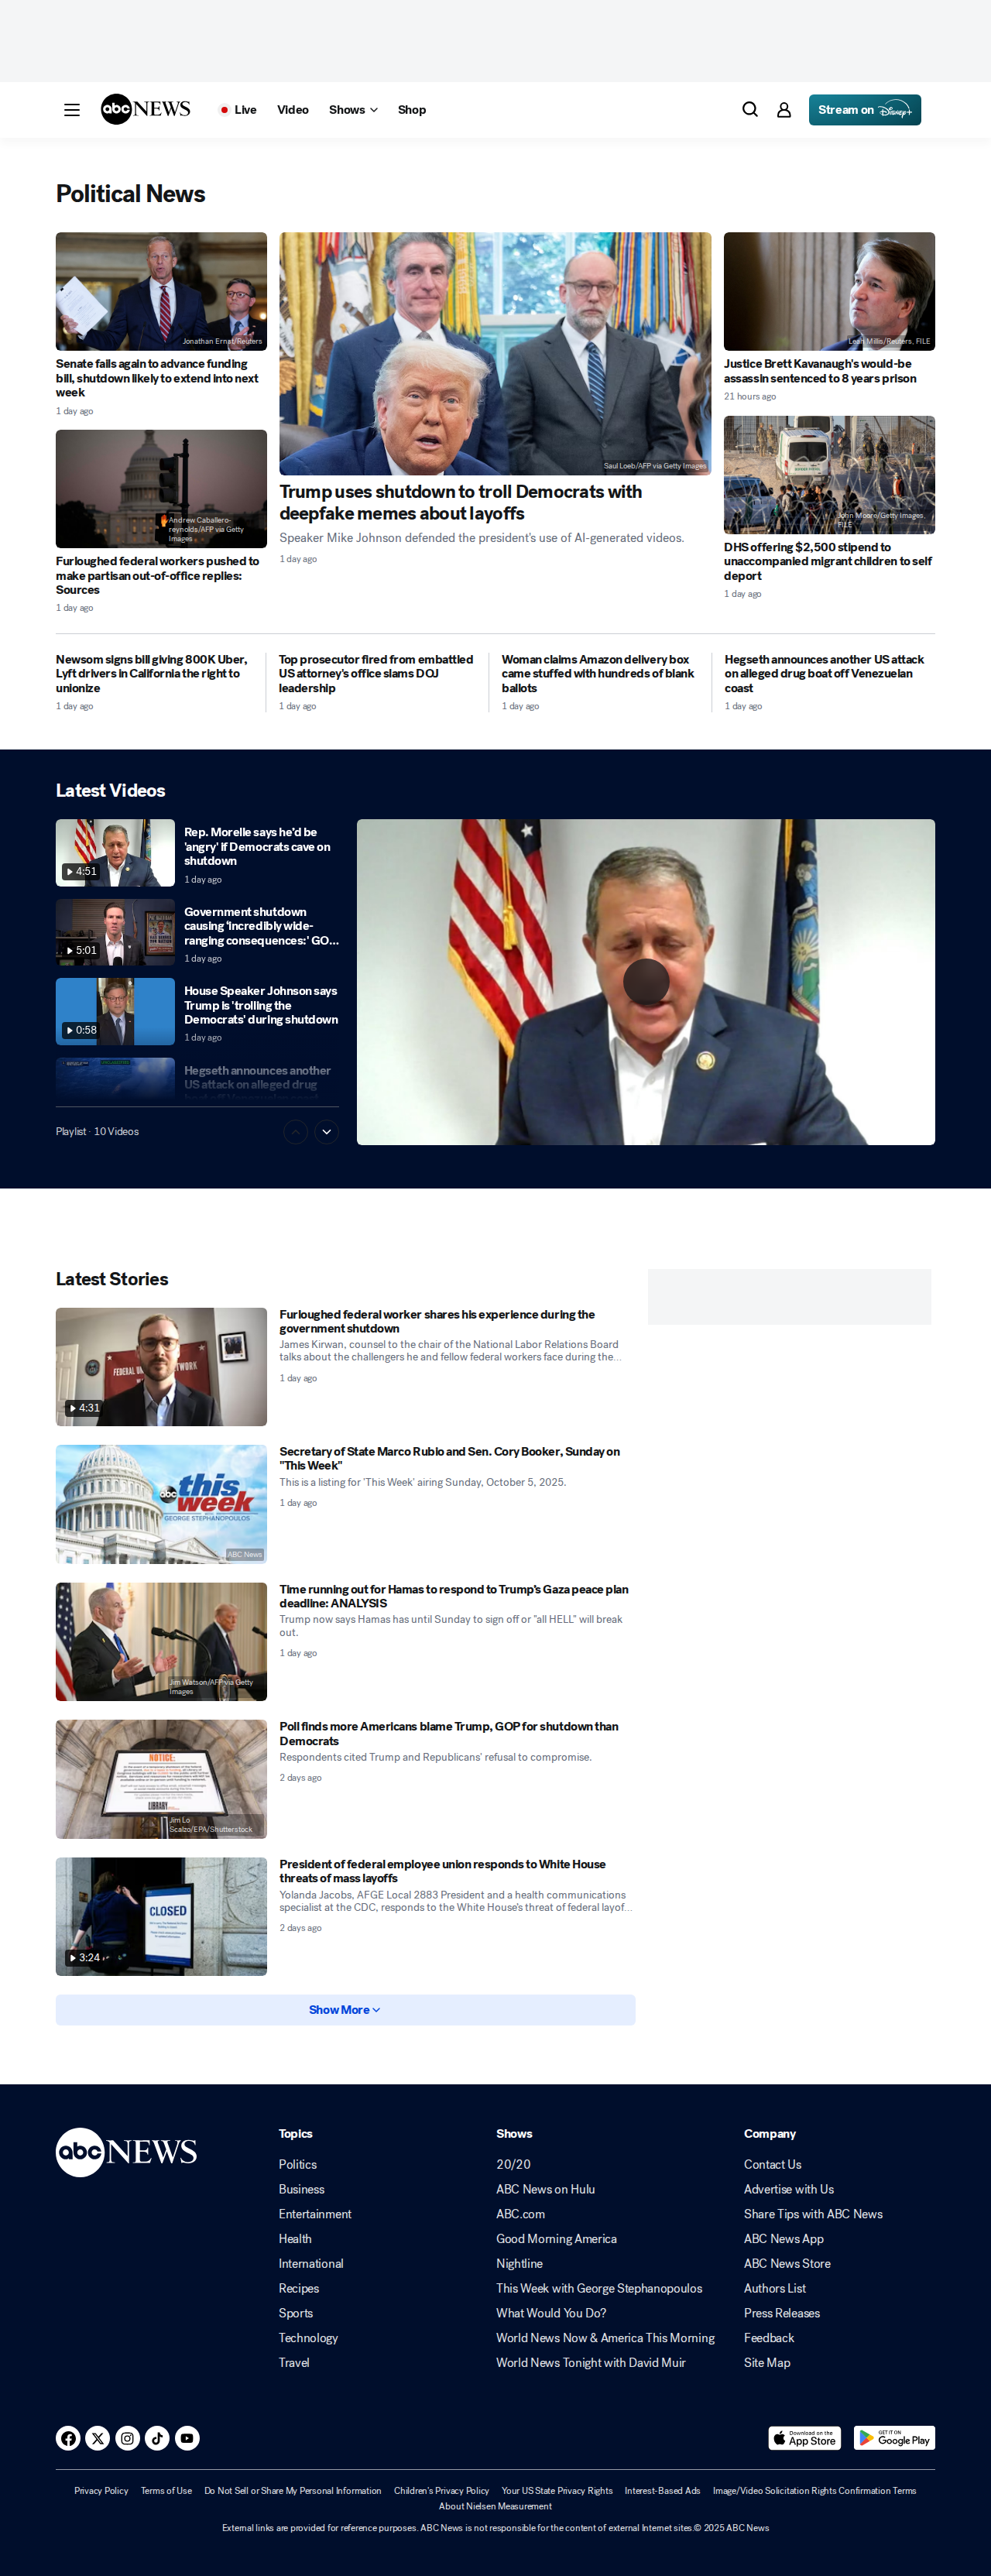 abc NEWS
Live
Video
Shows
Shop
Stream on Disney+
Political News
Jonathan Ernst/Reuters
Senate fails again to advance funding
bill, shutdown likely to extend into next
week
1 day ago
Andrew Caballero-
reynolds/AFP via Getty
Images
Furloughed federal workers pushed to
make partisan out-of-office replies:
Sources
1 day ago
Saul Loeb/AFP via Getty Images
Trump uses shutdown to troll Democrats with
deepfake memes about layoffs
Speaker Mike Johnson defended the president's use of AI-generated videos.
1 day ago
Leah Millis/Reuters, FILE
Justice Brett Kavanaugh's would-be
assassin sentenced to 8 years prison
21 hours ago
John Moore/Getty Images,
FILE
DHS offering $2,500 stipend to
unaccompanied migrant children to self
deport
1 day ago
Newsom signs bill giving 800K Uber,
Lyft drivers in California the right to
unionize
1 day ago
Top prosecutor fired from embattled
US attorney's office slams DOJ
leadership
1 day ago
Woman claims Amazon delivery box
came stuffed with hundreds of blank
ballots
1 day ago
Hegseth announces another US attack
on alleged drug boat off Venezuelan
coast
1 day ago
Latest Videos
4:51
Rep. Morelle says he'd be
'angry' if Democrats cave on
shutdown
1 day ago
5:01
Government shutdown
causing 'incredibly wide-
ranging consequences:' GO...
1 day ago
0:58
House Speaker Johnson says
Trump is 'trolling the
Democrats' during shutdown
1 day ago
Hegseth announces another
US attack on alleged drug
boat off Venezuelan coast
Playlist · 10 Videos
Latest Stories
4:31
Furloughed federal worker shares his experience during the
government shutdown
James Kirwan, counsel to the chair of the National Labor Relations Board
talks about the challengers he and fellow federal workers face during the...
1 day ago
abc this
week
GEORGE STEPHANOPOULOS
ABC News
Secretary of State Marco Rubio and Sen. Cory Booker, Sunday on
"This Week"
This is a listing for 'This Week' airing Sunday, October 5, 2025.
1 day ago
Jim Watson/AFP via Getty
Images
Time running out for Hamas to respond to Trump's Gaza peace plan
deadline: ANALYSIS
Trump now says Hamas has until Sunday to sign off or "all HELL" will break
out.
1 day ago
NOTICE:
LIBRARY
Jim Lo
Scalzo/EPA/Shutterstock
Poll finds more Americans blame Trump, GOP for shutdown than
Democrats
Respondents cited Trump and Republicans' refusal to compromise.
2 days ago
CLOSED
3:24
President of federal employee union responds to White House
threats of mass layoffs
Yolanda Jacobs, AFGE Local 2883 President and a health communications
specialist at the CDC, responds to the White House's threat of federal layof...
2 days ago
Show More
abc NEWS
Topics
Politics
Business
Entertainment
Health
International
Recipes
Sports
Technology
Travel
Shows
20/20
ABC News on Hulu
ABC.com
Good Morning America
Nightline
This Week with George Stephanopoulos
What Would You Do?
World News Now & America This Morning
World News Tonight with David Muir
Company
Contact Us
Advertise with Us
Share Tips with ABC News
ABC News App
ABC News Store
Authors List
Press Releases
Feedback
Site Map
Download on the
App Store
GET IT ON
Google Play
Privacy Policy Terms of Use Do Not Sell or Share My Personal Information Children's Privacy Policy Your US State Privacy Rights Interest-Based Ads Image/Video Solicitation Rights Confirmation Terms
About Nielsen Measurement
External links are provided for reference purposes. ABC News is not responsible for the content of external Internet sites.© 2025 ABC News